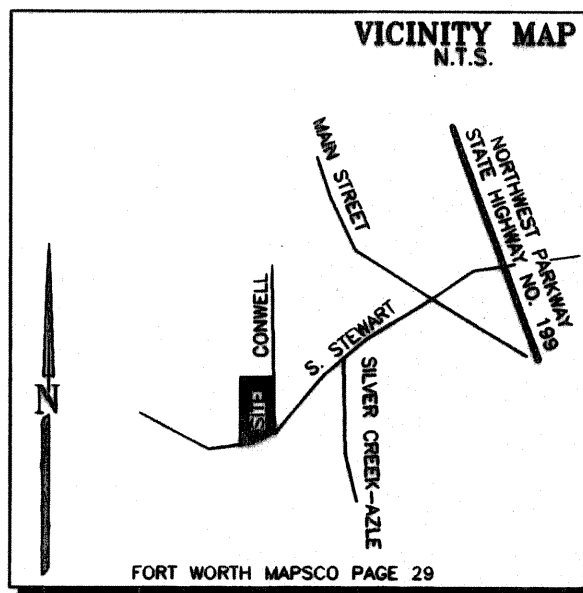 VICINITY MAP
N.T.S.
MAIN STREET
NORTHWEST PARKWAY
STATE HIGHWAY NO. 199
CONWELL
S. STEWART
SITE
SILVER CREEK-AZLE
N
FORT WORTH MAPSCO PAGE 29